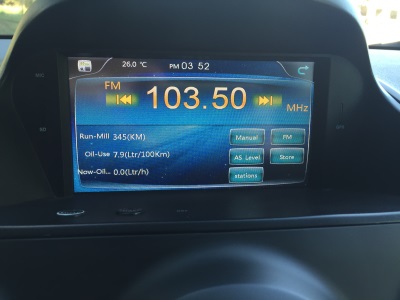 26.0 °C PM 03 52
FM
103.50
MHz
Run-Mill 345(KM) Manual FM
Oil-Use 7.9(Ltr/100Km) AS Level Store
Now-Oil... 0.0(Ltr/h) stations